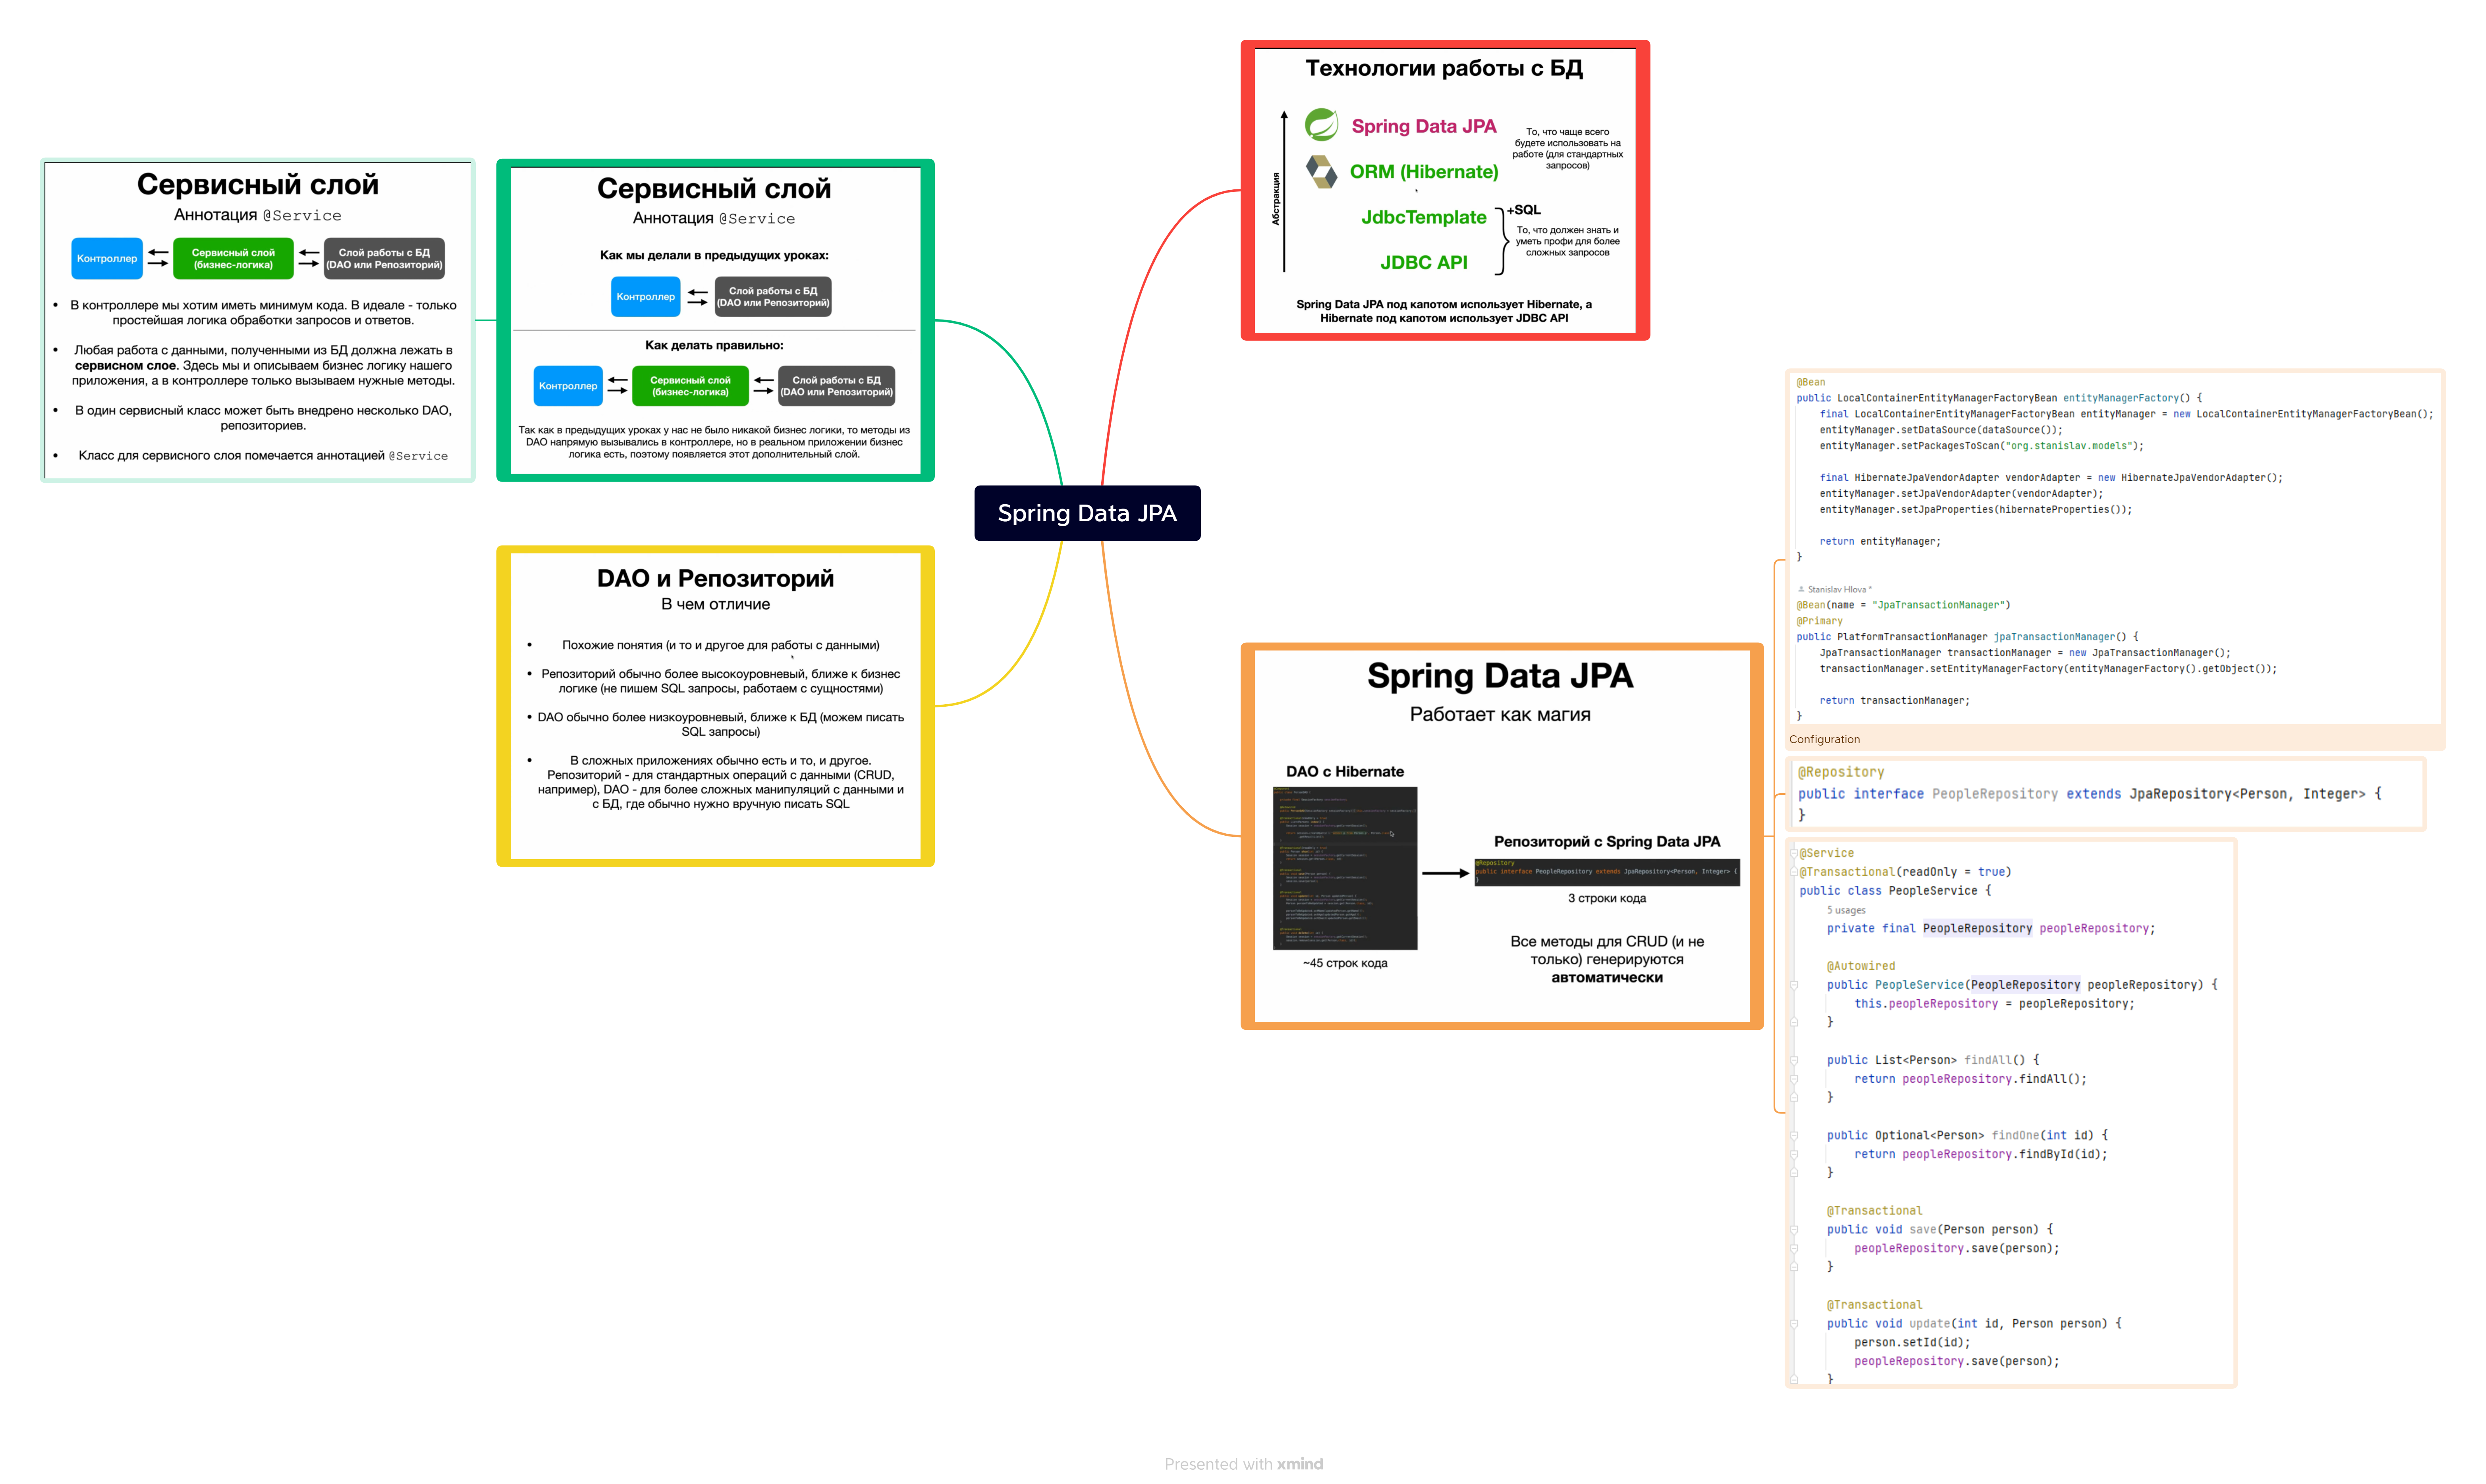 Сервисный слой
Аннотация @Service
Контроллер
Сервисный слой
(бизнес-логика)
Слой работы с БД
(DAO или Репозиторий)
• В контроллере мы хотим иметь минимум кода. В идеале - только
простейшая логика обработки запросов и ответов.
• Любая работа с данными, полученными из БД должна лежать в
сервисном слое. Здесь мы и описываем бизнес логику нашего
приложения, а в контроллере только вызываем нужные методы.
• В один сервисный класс может быть внедрено несколько DAO,
репозиториев.
• Класс для сервисного слоя помечается аннотацией @Service
Сервисный слой
Аннотация @Service
Как мы делали в предыдущих уроках:
Контроллер
Слой работы с БД
(DAO или Репозиторий)
Как делать правильно:
Контроллер
Сервисный слой
(бизнес-логика)
Слой работы с БД
(DAO или Репозиторий)
Так как в предыдущих уроках у нас не было никакой бизнес логики, то методы из
DAO напрямую вызывались в контроллере, но в реальном приложении бизнес
логика есть, поэтому появляется этот дополнительный слой.
DAO и Репозиторий
В чем отличие
• Похожие понятия (и то и другое для работы с данными)
• Репозиторий обычно более высокоуровневый, ближе к бизнес
логике (не пишем SQL запросы, работаем с сущностями)
• DAO обычно более низкоуровневый, ближе к БД (можем писать
SQL запросы)
• В сложных приложениях обычно есть и то, и другое.
Репозиторий - для стандартных операций с данными (CRUD,
например), DAO - для более сложных манипуляций с данными и
с БД, где обычно нужно вручную писать SQL
Spring Data JPA
Технологии работы с БД
Абстракция
Spring Data JPA
ORM (Hibernate)
JdbcTemplate
JDBC API
То, что чаще всего
будете использовать на
работе (для стандартных
запросов)
+SQL
То, что должен знать и
уметь профи для более
сложных запросов
Spring Data JPA под капотом использует Hibernate, а
Hibernate под капотом использует JDBC API
Spring Data JPA
Работает как магия
DAO с Hibernate
~45 строк кода
Репозиторий с Spring Data JPA
@Repository
public interface PeopleRepository extends JpaRepository<Person, Integer> {
}
3 строки кода
Все методы для CRUD (и не
только) генерируются
автоматически
@Bean
public LocalContainerEntityManagerFactoryBean entityManagerFactory() {
final LocalContainerEntityManagerFactoryBean entityManager = new LocalContainerEntityManagerFactoryBean();
entityManager.setDataSource(dataSource());
entityManager.setPackagesToScan("org.stanislav.models");
final HibernateJpaVendorAdapter vendorAdapter = new HibernateJpaVendorAdapter();
entityManager.setJpaVendorAdapter(vendorAdapter);
entityManager.setJpaProperties(hibernateProperties());
return entityManager;
}
Stanislav Hlova *
@Bean(name = "JpaTransactionManager")
@Primary
public PlatformTransactionManager jpaTransactionManager() {
JpaTransactionManager transactionManager = new JpaTransactionManager();
transactionManager.setEntityManagerFactory(entityManagerFactory().getObject());
return transactionManager;
}
Configuration
@Repository
public interface PeopleRepository extends JpaRepository<Person, Integer> {
}
@Service
@Transactional(readOnly = true)
public class PeopleService {
5 usages
private final PeopleRepository peopleRepository;
@Autowired
public PeopleService(PeopleRepository peopleRepository) {
this.peopleRepository = peopleRepository;
}
public List<Person> findAll() {
return peopleRepository.findAll();
}
public Optional<Person> findOne(int id) {
return peopleRepository.findById(id);
}
@Transactional
public void save(Person person) {
peopleRepository.save(person);
}
@Transactional
public void update(int id, Person person) {
person.setId(id);
peopleRepository.save(person);
}
Presented with xmind